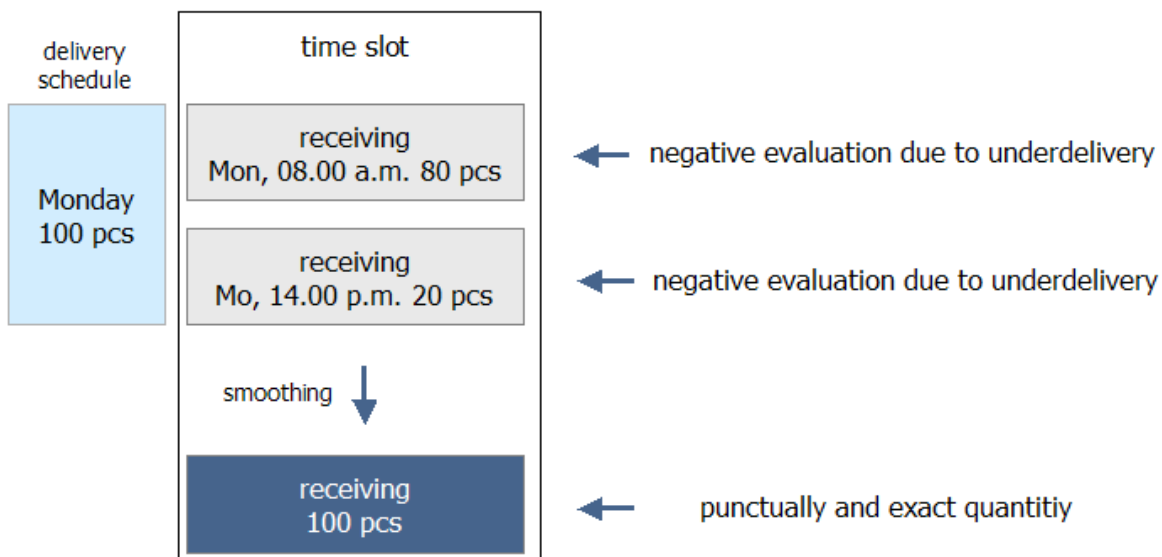 delivery
schedule
time slot
Monday
100 pcs
receiving
Mon, 08.00 a.m. 80 pcs
negative evaluation due to underdelivery
receiving
Mo, 14.00 p.m. 20 pcs
negative evaluation due to underdelivery
smoothing
receiving
100 pcs
punctually and exact quantitiy